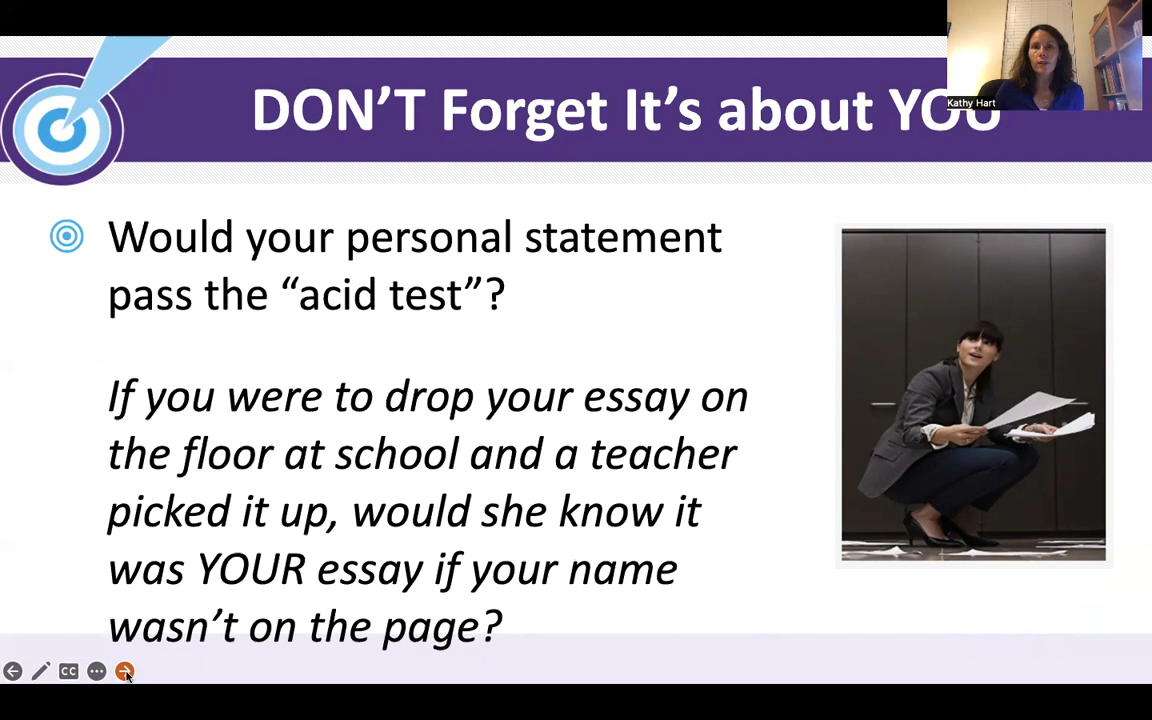 DON'T Forget It's about YOU
Kathy Hart
Would your personal statement
pass the “acid test”?
If you were to drop your essay on
the floor at school and a teacher
picked it up, would she know it
was YOUR essay if your name
wasn’t on the page?
CC